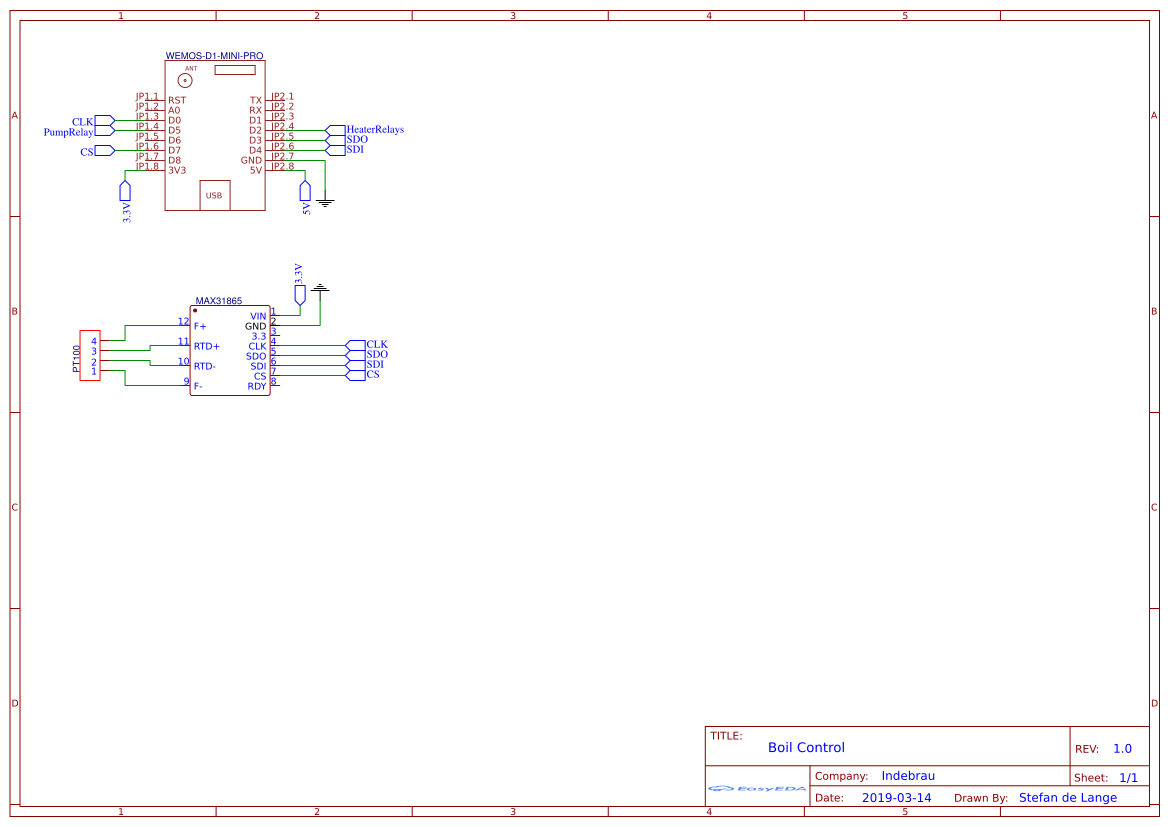 1 2 3 4 5
A A
B B
C C
D D
WEMOS-D1-MINI-PRO
ANT
JP1.1 RST TX JP2.1
JP1.2 A0 RX JP2.2
CLK JP1.3 D0 D1 JP2.3
PumpRelay JP1.4 D5 D2 JP2.4 HeaterRelays
JP1.5 D6 D3 JP2.5 SDO
CS JP1.6 D7 D4 JP2.6 SDI
JP1.7 D8 GND JP2.7
JP1.8 3V3 5V JP2.8
USB
3.3V
5V
3.3V
MAX31865
VIN 1
12 F+ GND 2
3.3 3
11 RTD+ CLK 4 CLK
SDO 5 SDO
10 RTD- SDI 6 SDI
CS 7 CS
9 F- RDY 8
PT100
4
3
2
1
TITLE:
Boil Control
REV: 1.0
EasyEDA
Company: Indebrau
Sheet: 1/1
Date: 2019-03-14 Drawn By: Stefan de Lange
1 2 3 4 5